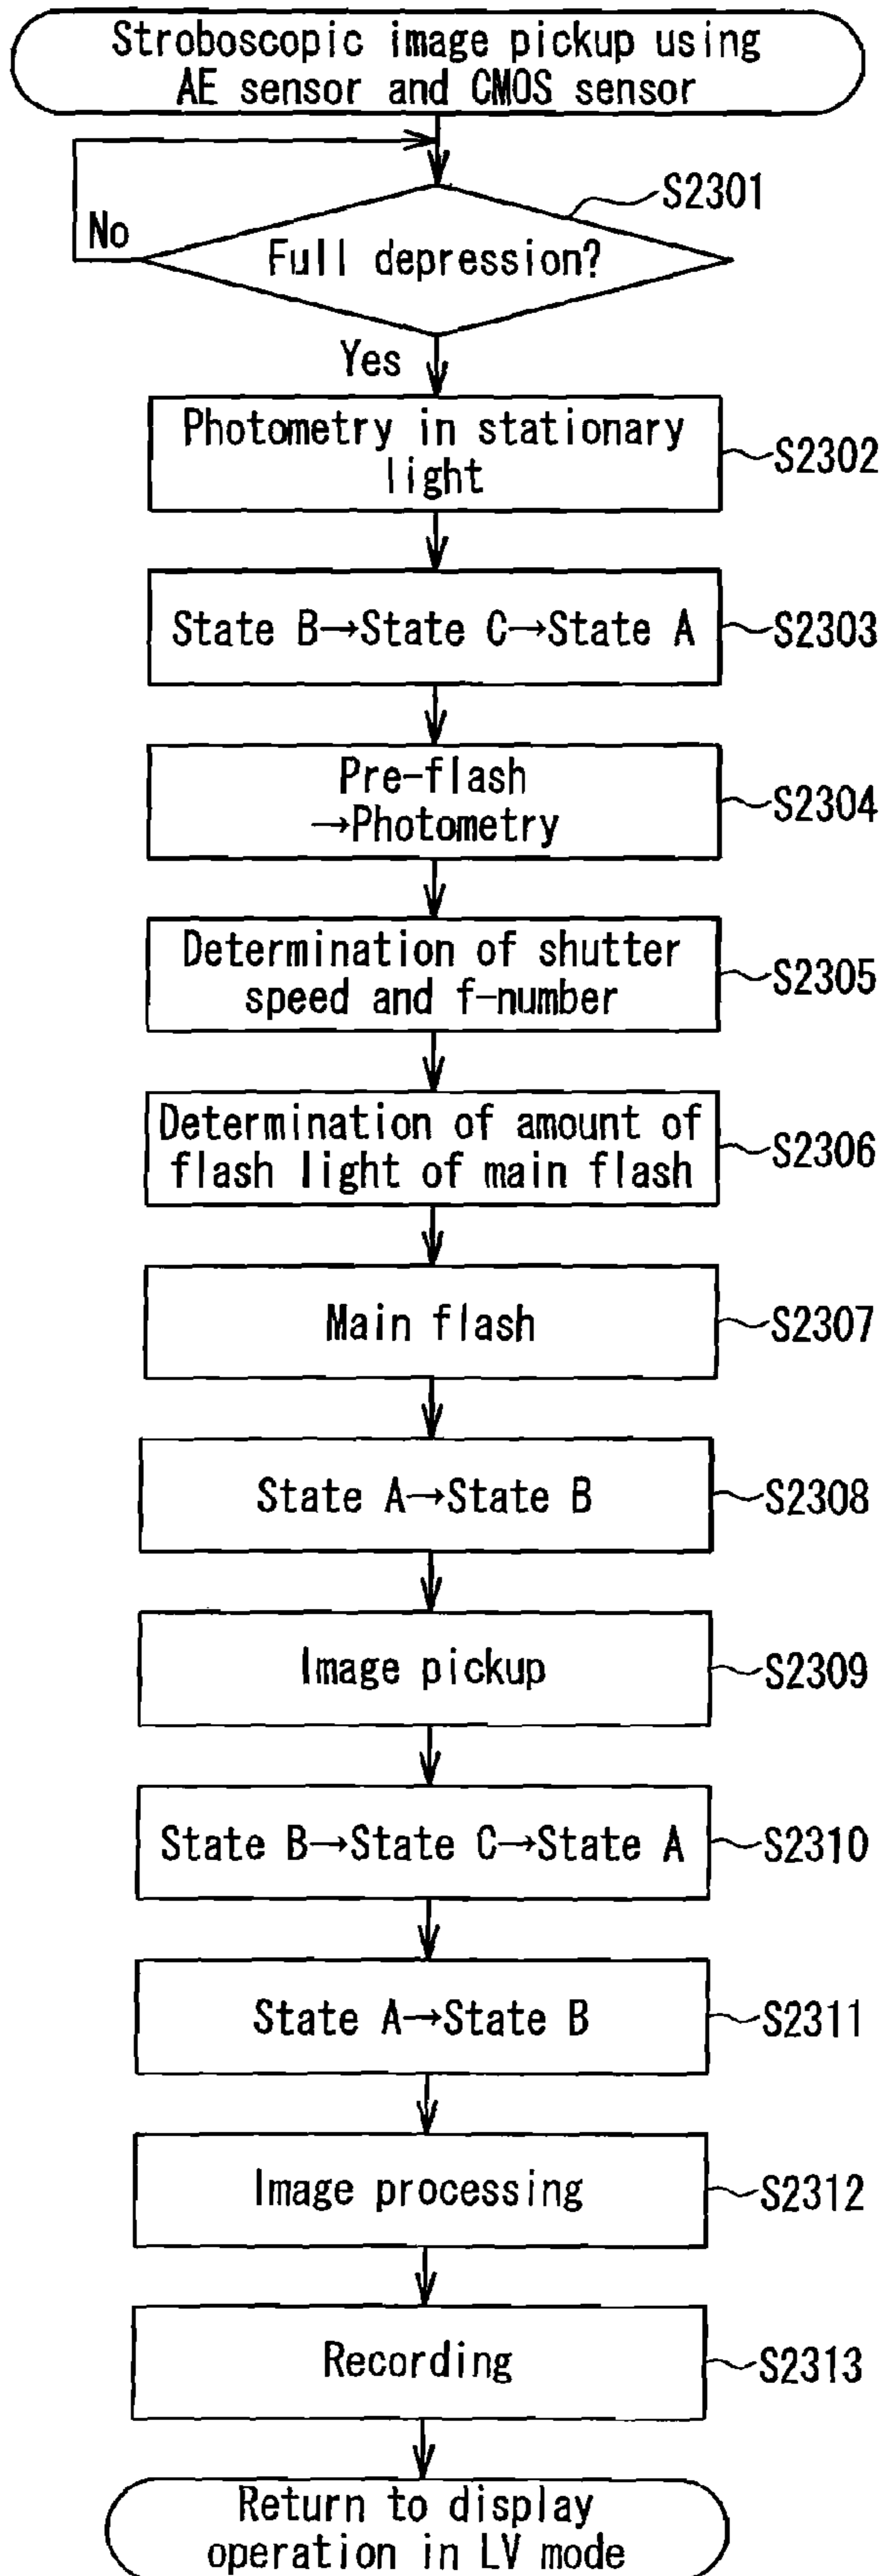 Stroboscopic image pickup using
AE sensor and CMOS sensor
S2301
No
Full depression?
Yes
Photometry in stationary
light
S2302
State B→State C→State A
S2303
Pre-flash
→Photometry
S2304
Determination of shutter
speed and f-number
S2305
Determination of amount of
flash light of main flash
S2306
Main flash
S2307
State A→State B
S2308
Image pickup
S2309
State B→State C→State A
S2310
State A→State B
S2311
Image processing
S2312
Recording
S2313
Return to display
operation in LV mode